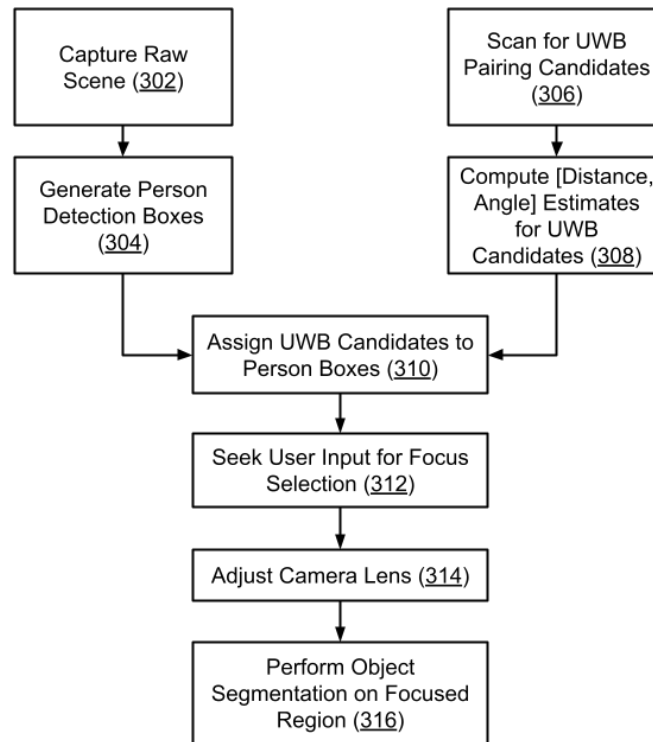 Capture Raw
Scene (302)
Scan for UWB
Pairing Candidates
(306)
Generate Person
Detection Boxes
(304)
Compute [Distance,
Angle] Estimates
for UWB
Candidates (308)
Assign UWB Candidates to
Person Boxes (310)
Seek User Input for Focus
Selection (312)
Adjust Camera Lens (314)
Perform Object
Segmentation on Focused
Region (316)